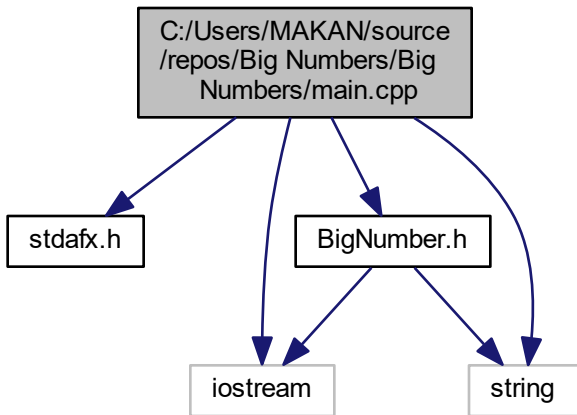 C:/Users/MAKAN/source
/repos/Big Numbers/Big
Numbers/main.cpp
stdafx.h
BigNumber.h
iostream
string